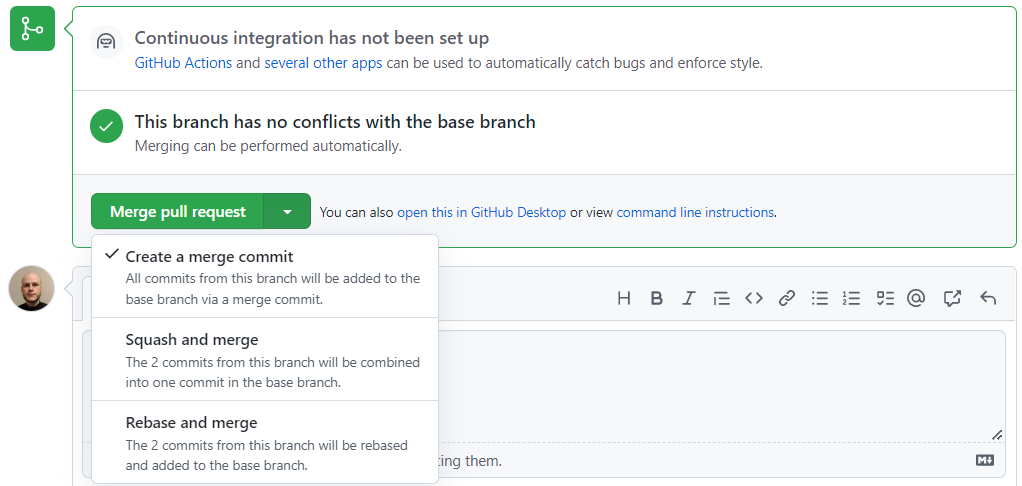 Continuous integration has not been set up
GitHub Actions and several other apps can be used to automatically catch bugs and enforce style.
This branch has no conflicts with the base branch
Merging can be performed automatically.
Merge pull request
You can also open this in GitHub Desktop or view command line instructions.
Create a merge commit
All commits from this branch will be added to the
base branch via a merge commit.
Squash and merge
The 2 commits from this branch will be combined
into one commit in the base branch.
Rebase and merge
The 2 commits from this branch will be rebased
and added to the base branch.
them.